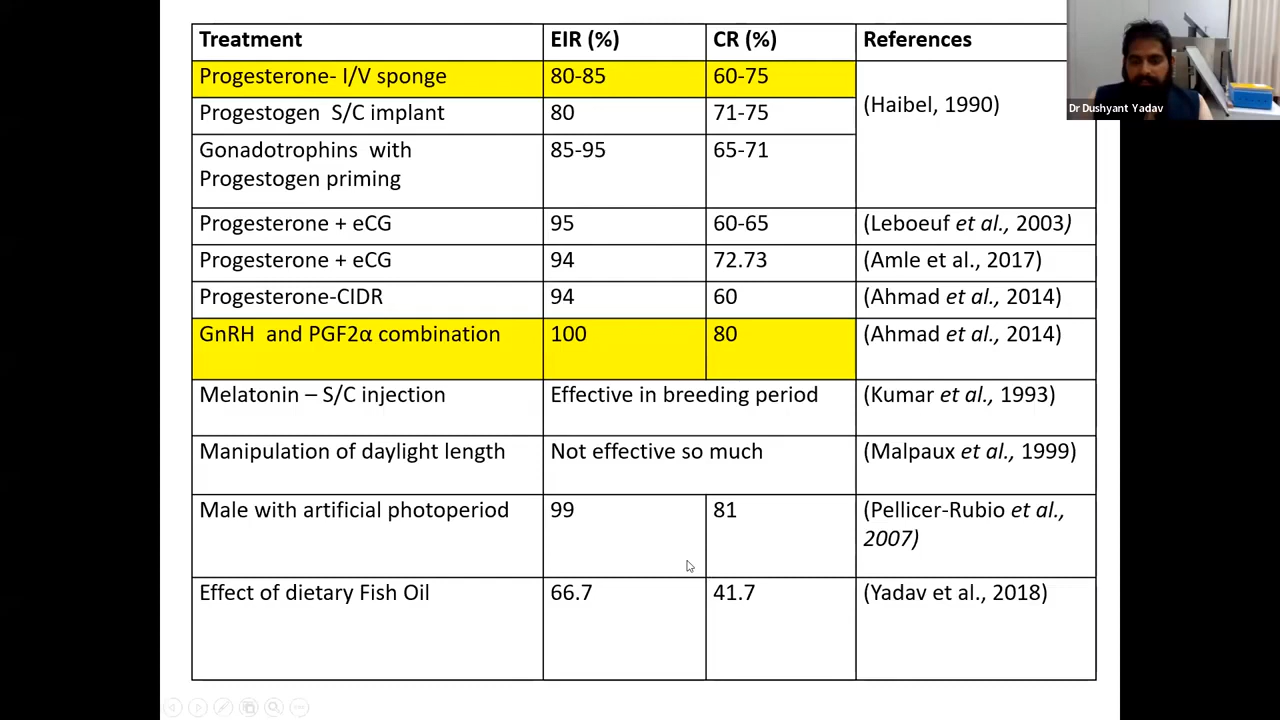 Treatment EIR (%) CR (%) References
Progesterone- I/V sponge 80-85 60-75
(Haibel, 1990)
Progestogen S/C implant 80 71-75
Gonadotrophins with 85-95 65-71
Progestogen priming
Progesterone + eCG 95 60-65 (Leboeuf et al., 2003)
Progesterone + eCG 94 72.73 (Amle et al., 2017)
Progesterone-CIDR 94 60 (Ahmad et al., 2014)
GnRH and PGF2α combination 100 80 (Ahmad et al., 2014)
Melatonin – S/C injection Effective in breeding period (Kumar et al., 1993)
Manipulation of daylight length Not effective so much (Malpaux et al., 1999)
Male with artificial photoperiod 99 81 (Pellicer-Rubio et al.,
2007)
Effect of dietary Fish Oil 66.7 41.7 (Yadav et al., 2018)
Dr Dushyant Yadav